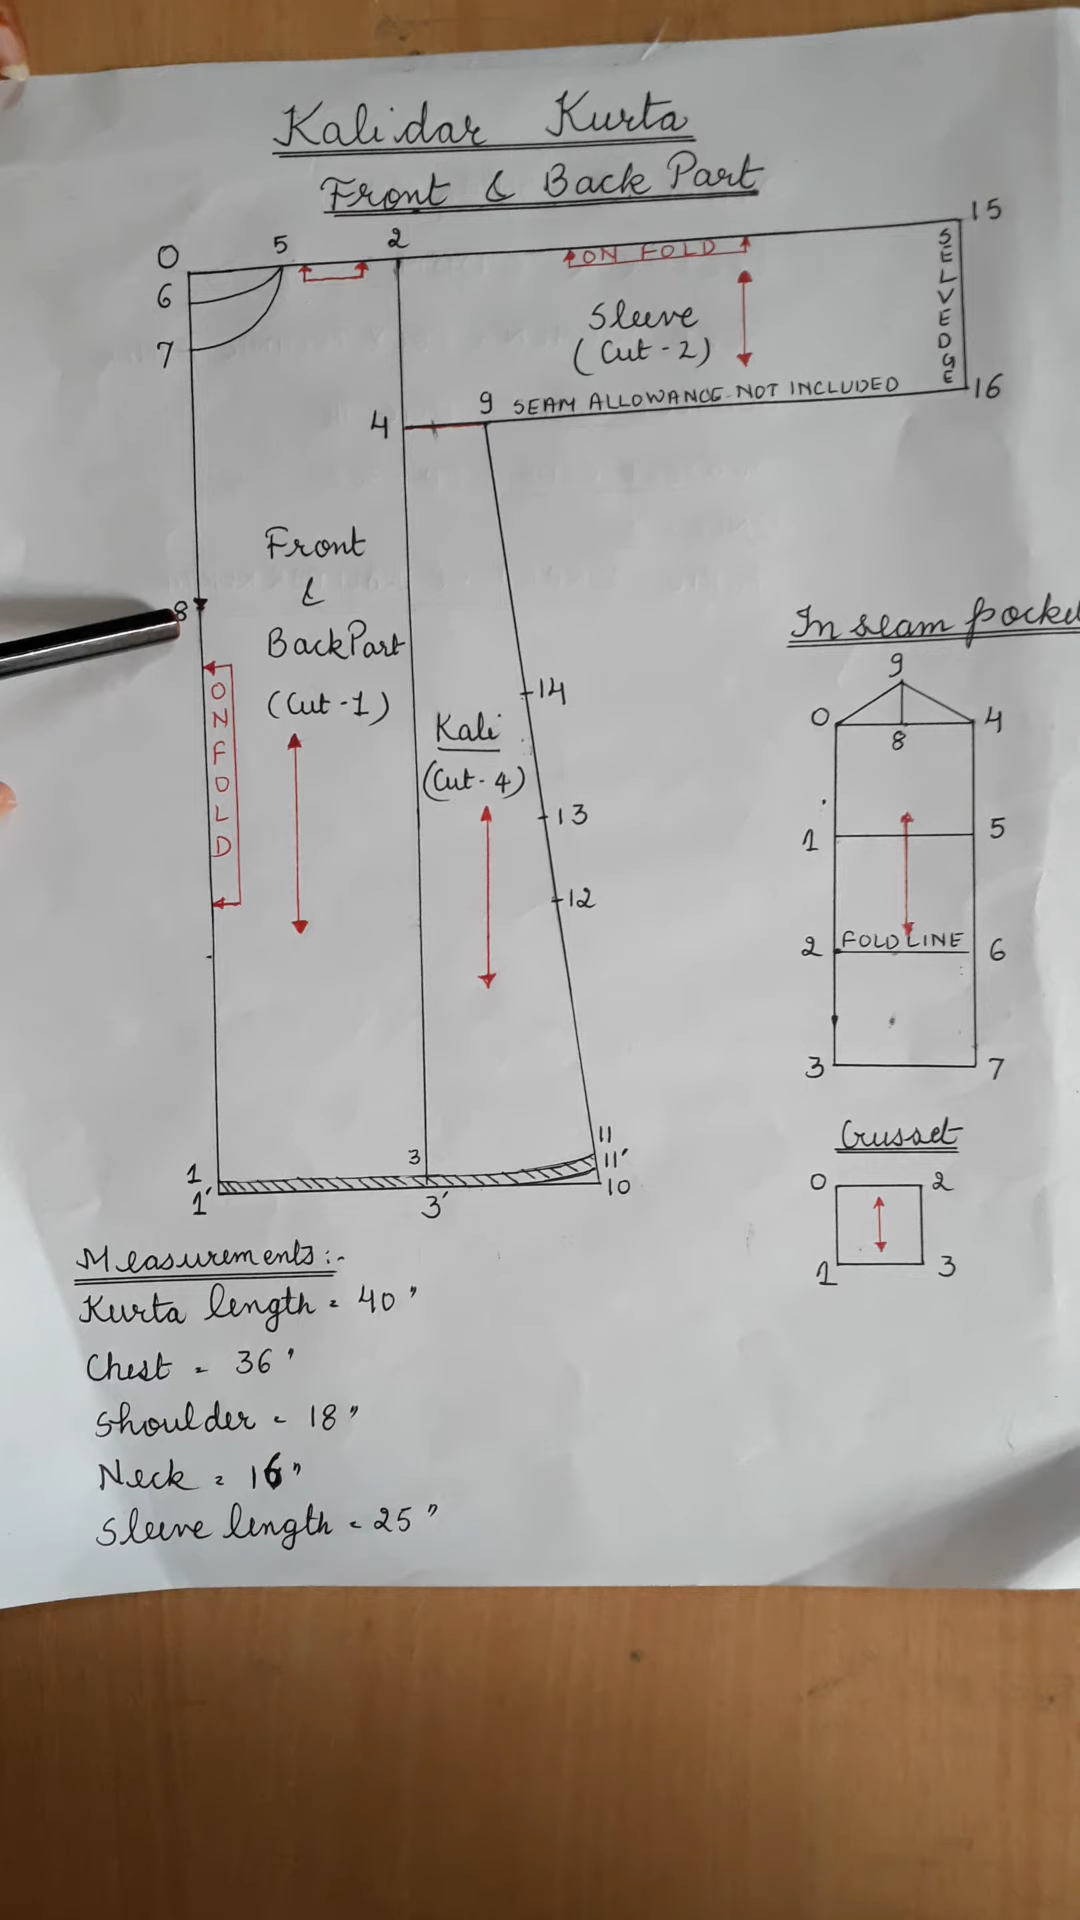 Kalidar Kurta
Front & Back Part
0
5
2
15
6
7
ON FOLD
SELVEDGE
Sleeve
(Cut-2)
4
9
SEAM ALLOWANCE NOT INCLUDED
16
8
Front
&
Back Part
(Cut-1)
ON FOLD
Kali
(Cut-4)
14
13
12
11
11'
10
1
1'
3
3'
In seam pocket
9
0
8
4
1
5
2
FOLD LINE
6
3
7
Gusset
0
2
1
3
Measurements:-
Kurta length = 40"
Chest = 36"
Shoulder = 18"
Neck = 16"
Sleeve length = 25"